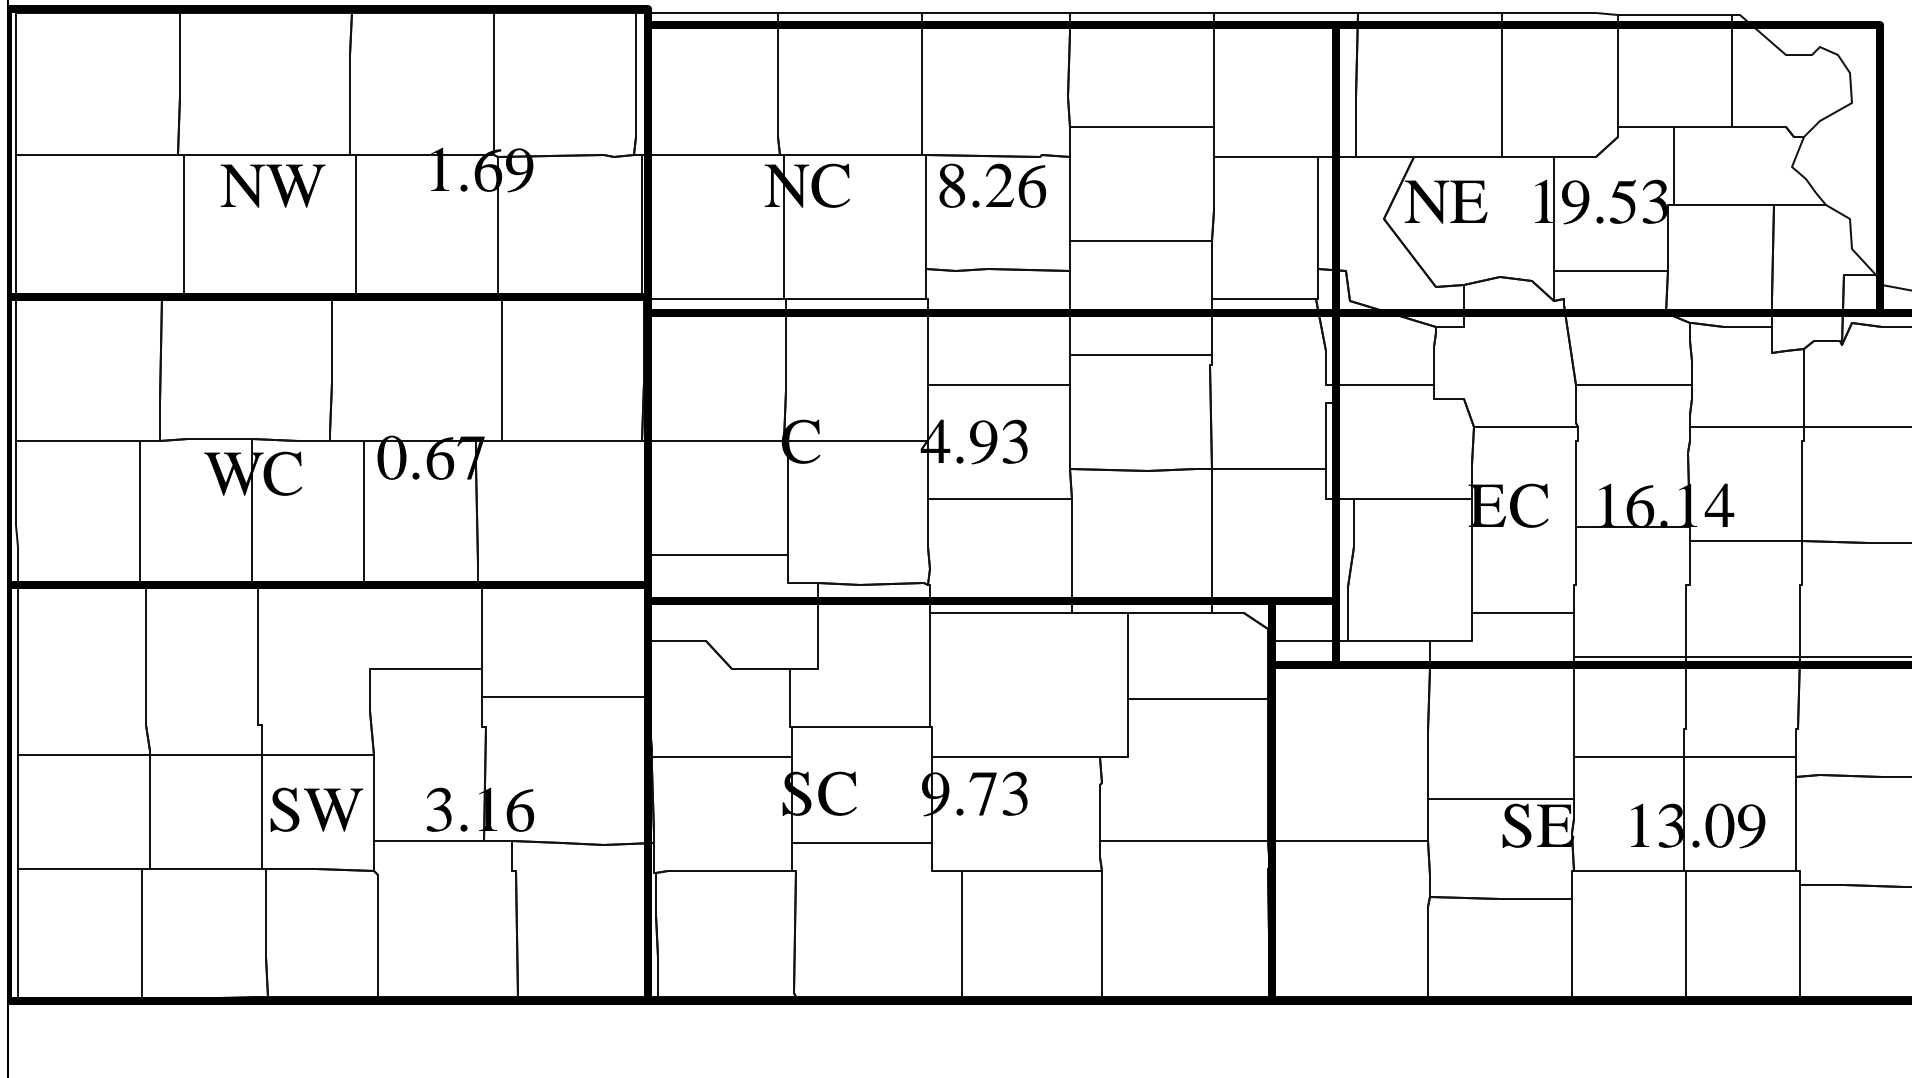 NW 1.69
NC 8.26
NE 19.53
WC 0.67
C 4.93
EC 16.14
SW 3.16
SC 9.73
SE 13.09